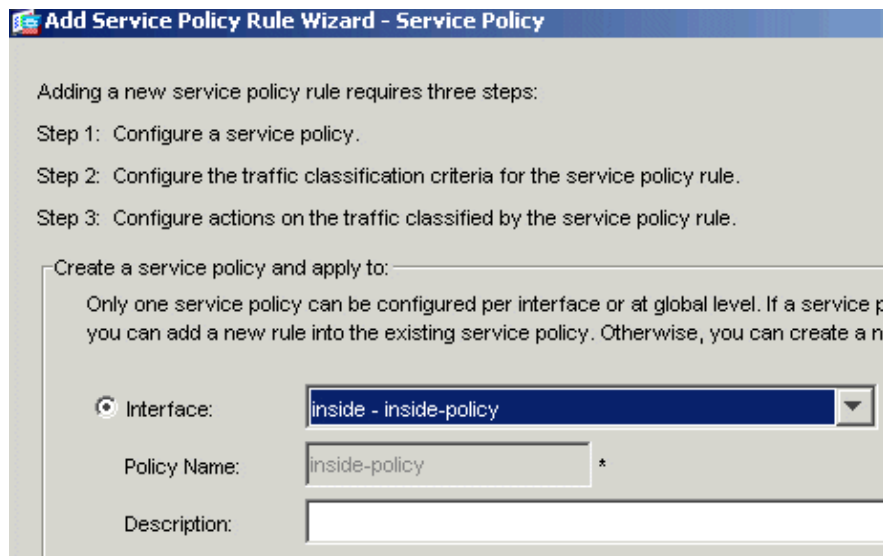 Add Service Policy Rule Wizard - Service Policy
Adding a new service policy rule requires three steps:
Step 1: Configure a service policy.
Step 2: Configure the traffic classification criteria for the service policy rule.
Step 3: Configure actions on the traffic classified by the service policy rule.
Create a service policy and apply to:
Only one service policy can be configured per interface or at global level. If a service
you can add a new rule into the existing service policy. Otherwise, you can create a
Interface: inside - inside-policy
Policy Name: inside-policy *
Description: